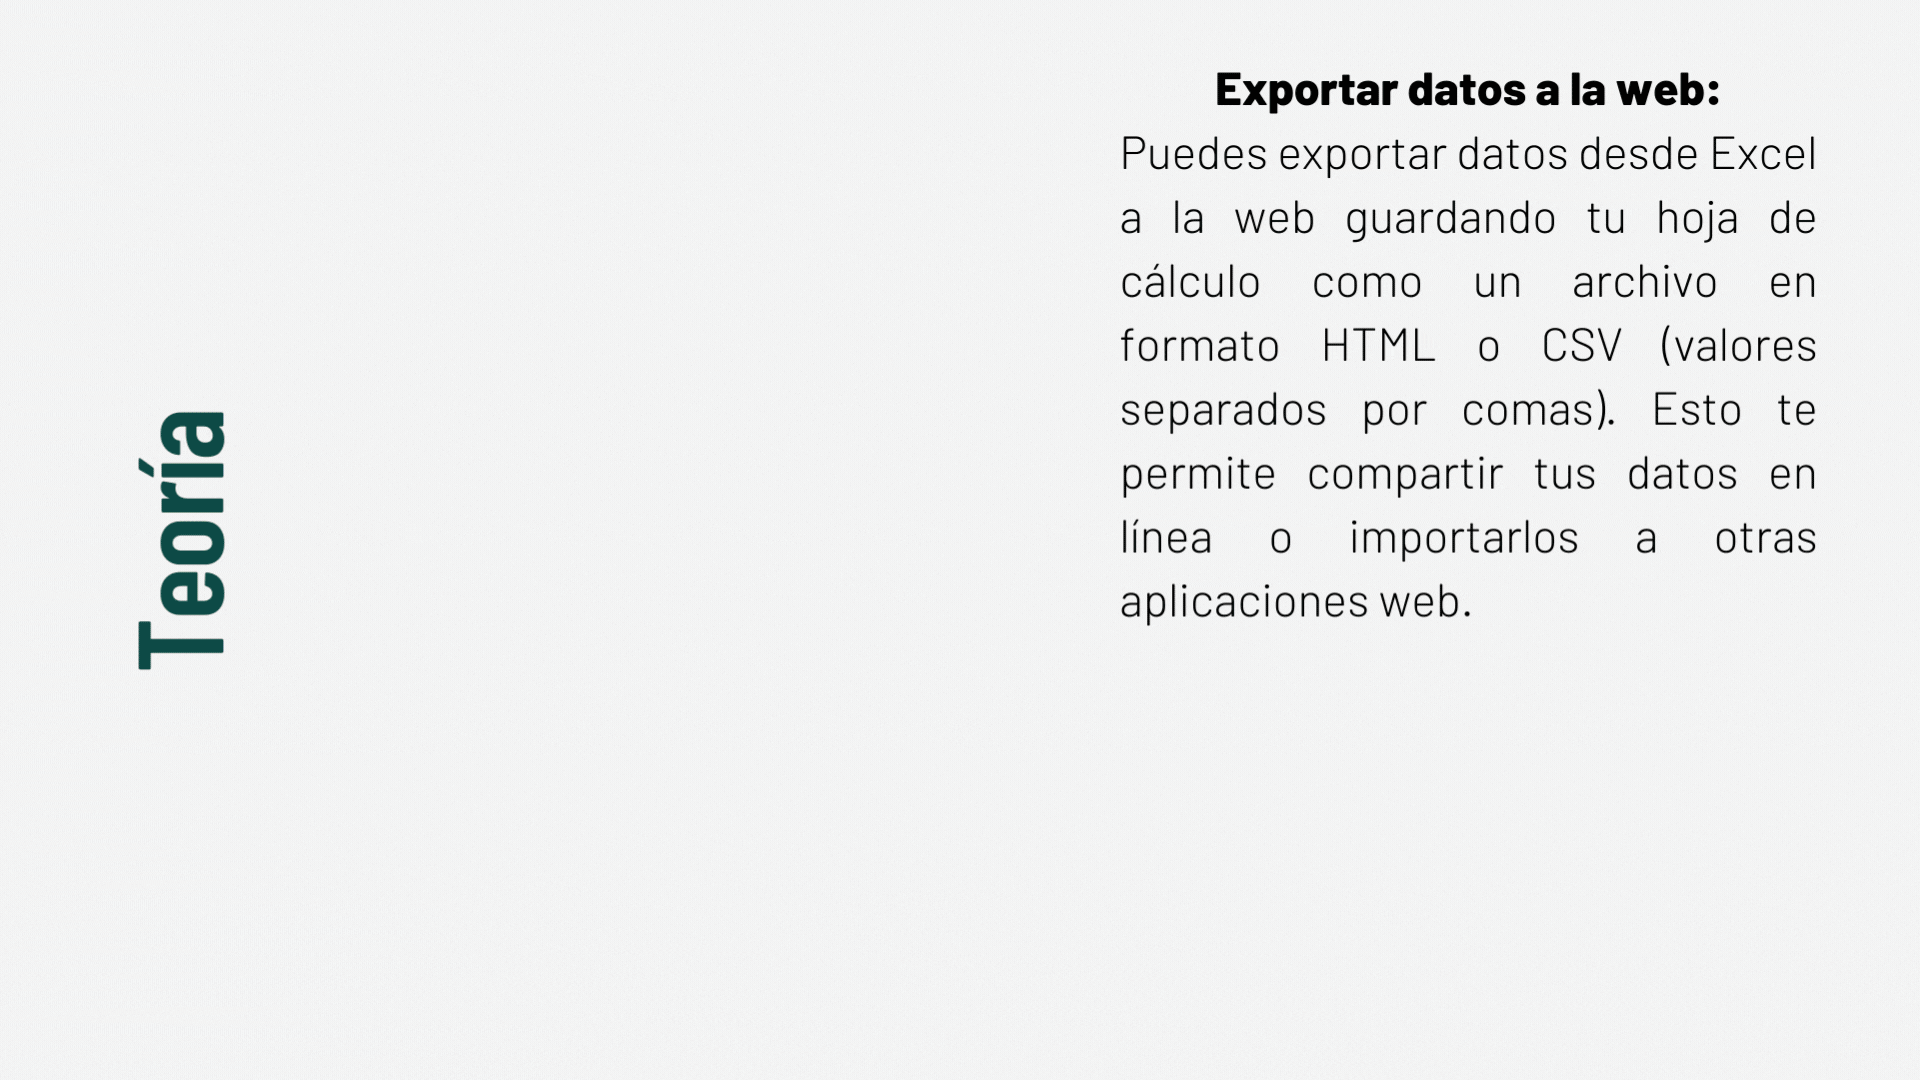 Teoría
Exportar datos a la web:
Puedes exportar datos desde Excel
a la web guardando tu hoja de
cálculo como un archivo en
formato HTML o CSV (valores
separados por comas). Esto te
permite compartir tus datos en
línea o importarlos a otras
aplicaciones web.